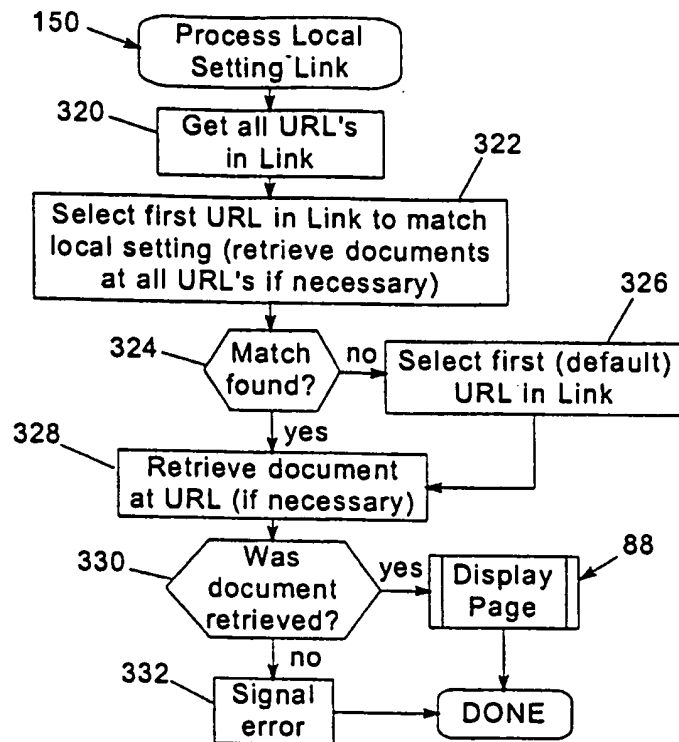 150
Process Local
Setting Link
320
Get all URL's
in Link
322
Select first URL in Link to match
local setting (retrieve documents
at all URL's if necessary)
324
Match
found?
no
326
Select first (default)
URL in Link
yes
328
Retrieve document
at URL (if necessary)
330
Was
document
retrieved?
yes
88
Display
Page
no
332
Signal
error
DONE